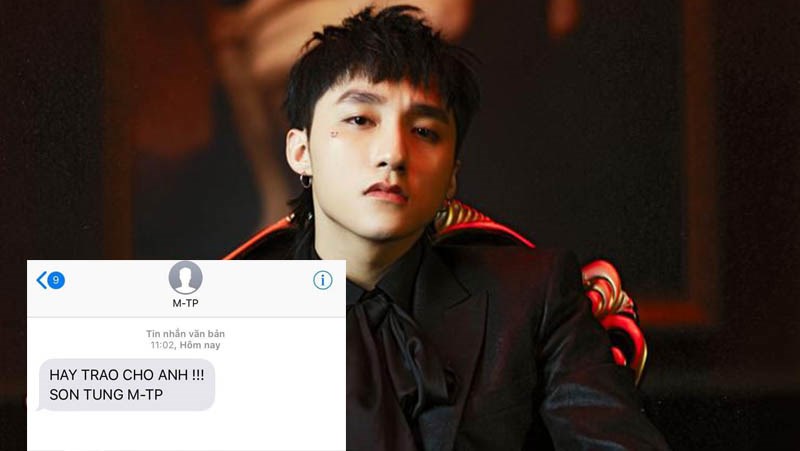 9
M-TP
Tin nhắn văn bản
11:02, Hôm nay
HAY TRAO CHO ANH !!!
SON TUNG M-TP